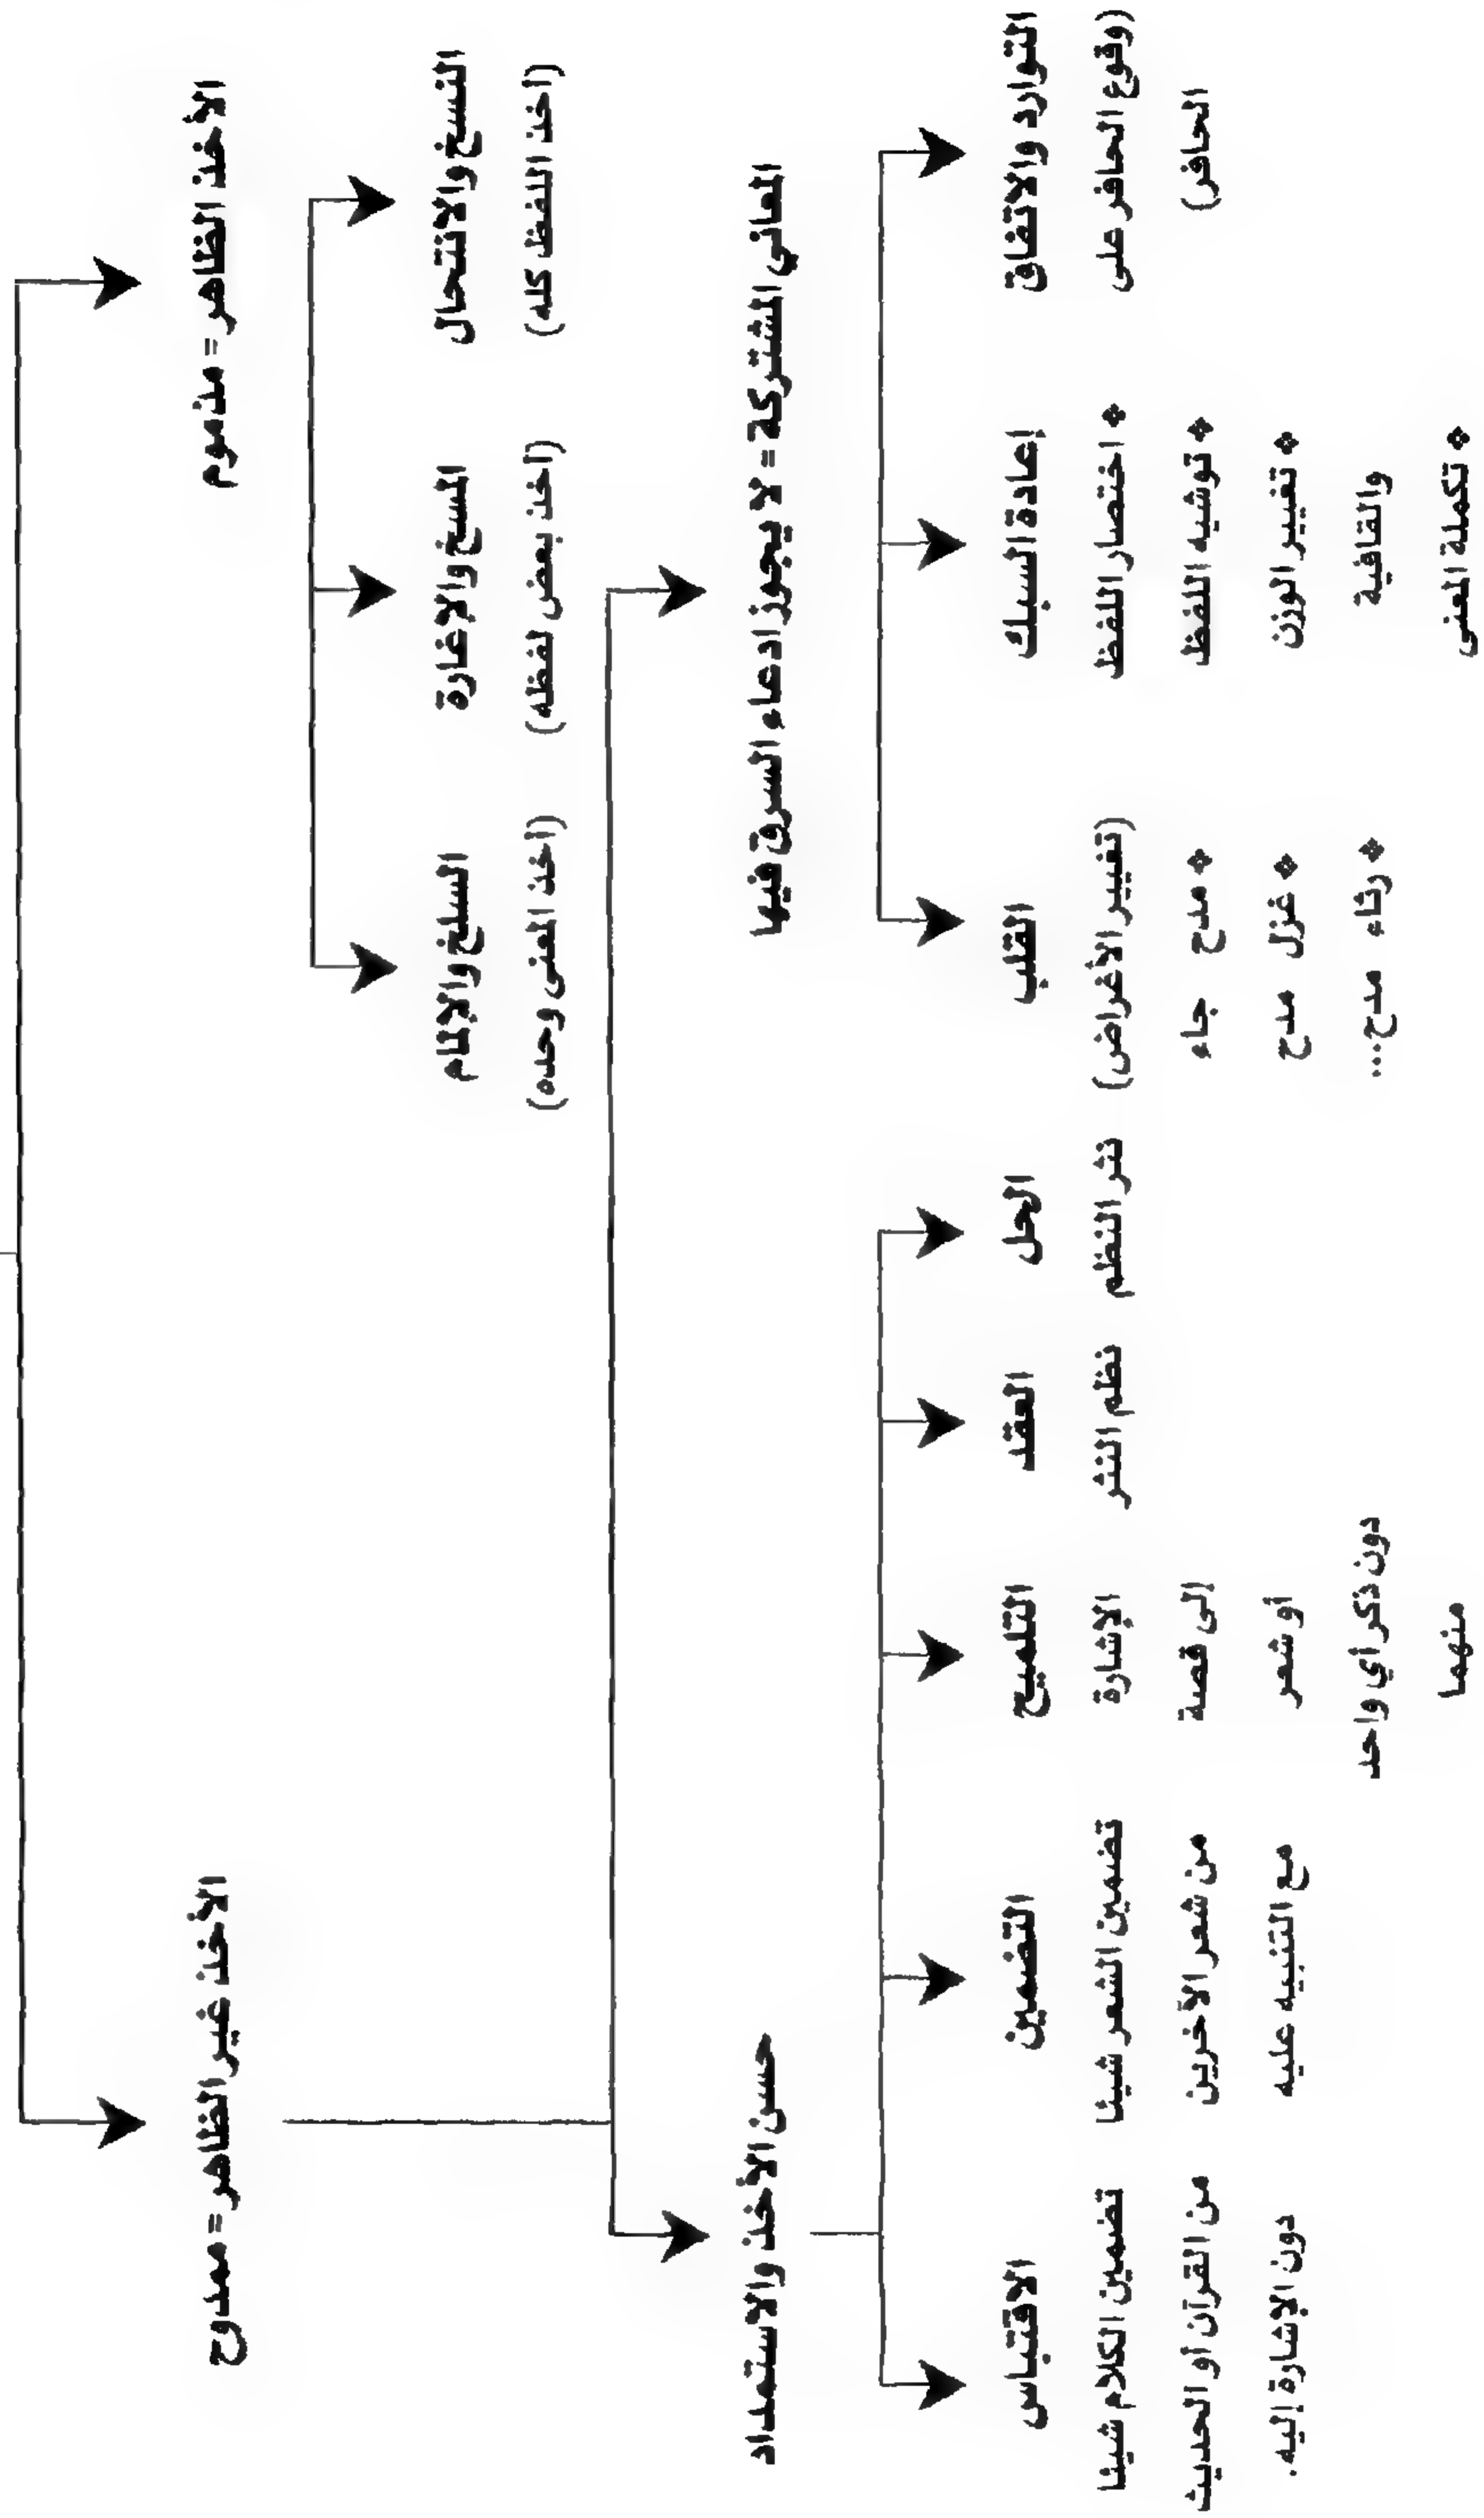 الأخذ الظاهر = مذموم
النسخ والانتحال
(أخذ اللفظ كله)
المسخ والإغارة
(أخذ بعض لفظه)
السلخ والإلمام
(أخذ المعنى وحده)
الأخذ غير الظاهر = ممدوح
المعاني المشتركة = لا يجوز ادعاء السرق فيها
التوارد والاتفاق
(وقوع الحافر على
الحافر)
إعادة السبك
❖ اختصار اللفظ
❖ توشيه اللفظ
❖ تغيير الوزن
والقافية
❖ تكملة المعنى
القلب
(تغيير الأغراض)
❖ مدح هجاء
❖ غزل مدح
❖ رثاء مدح...
حسن الأخذ والاستمداد
الحل
نثر النظم
العقد
نظم النثر
التلميح
الإشارة
إلى قصة
أو شعر
دون ذكر أي واحد
منهما
التضمين
تضمين الشعر شيئا
من شعر الآخرين
مع التنبيه عليه
الاقتباس
تضمين الكلام شيئا
من القرآن أو الحديث
دون الإشارة إليه.